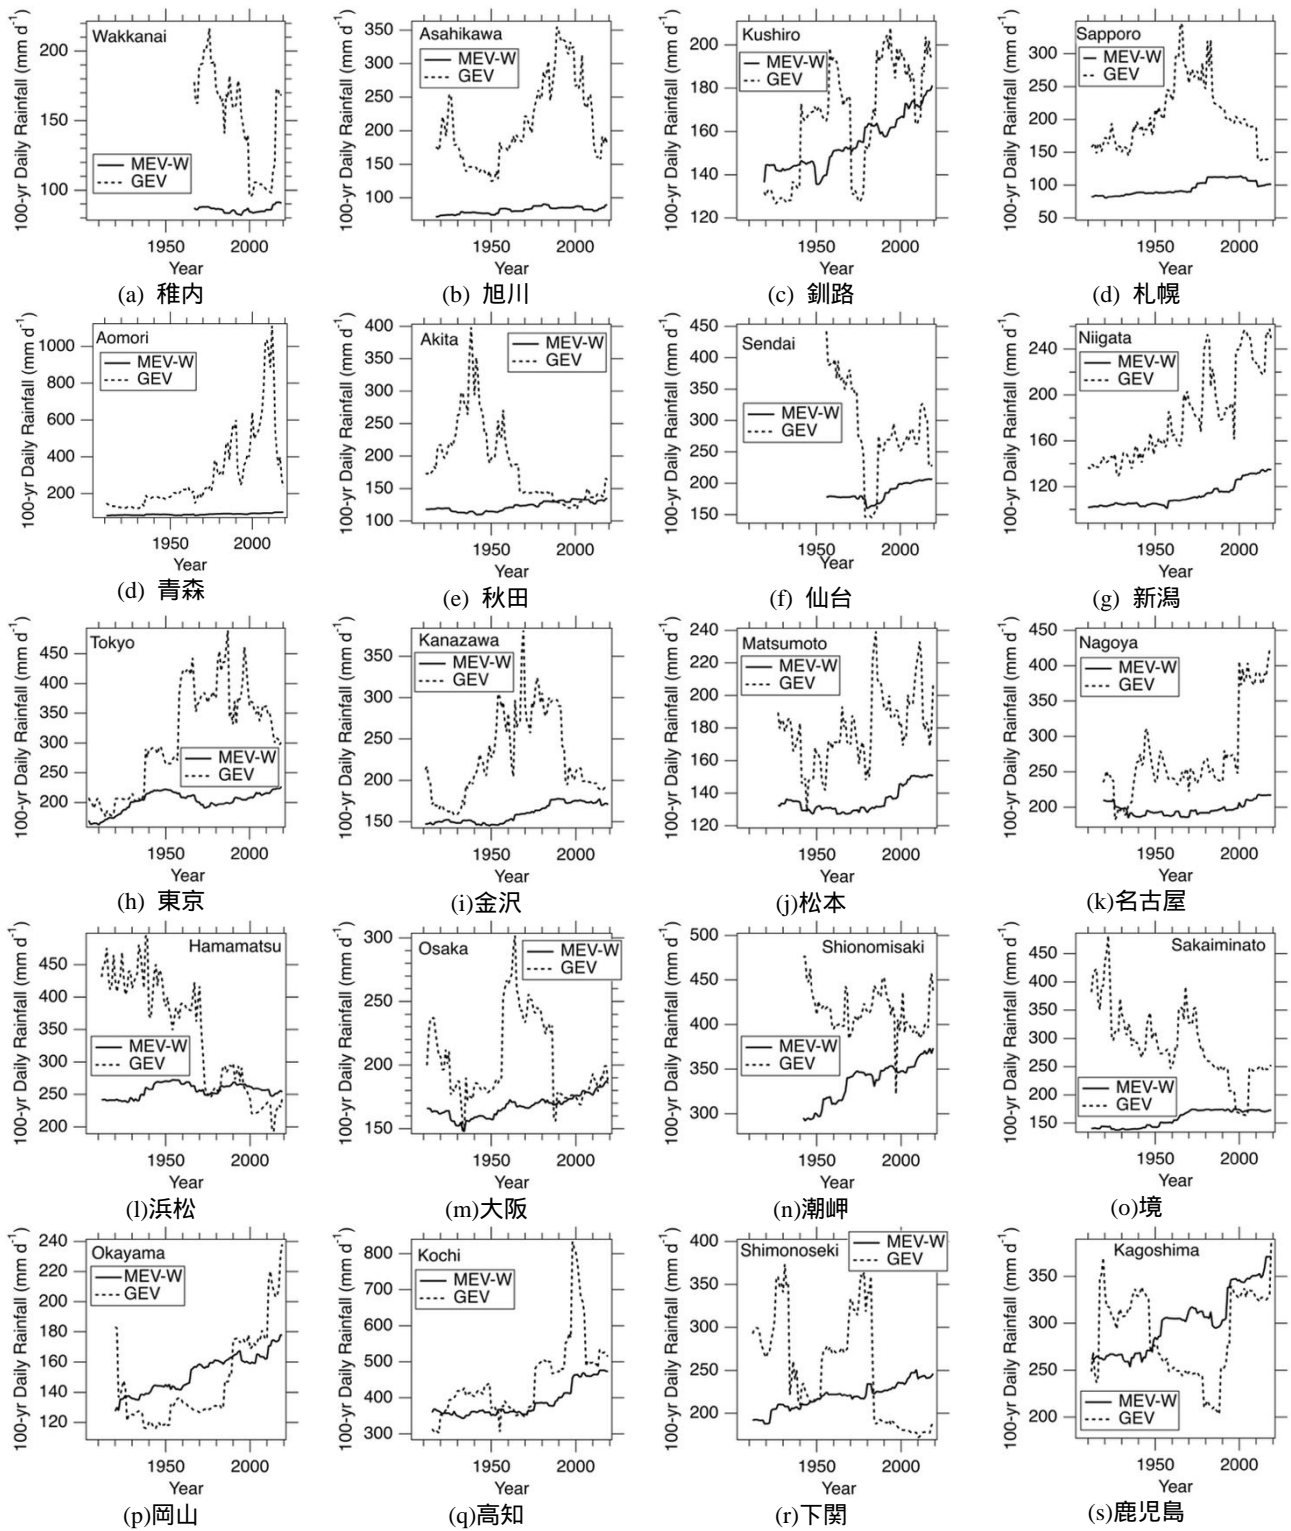 Wakkanai
100-yr Daily Rainfall (mm d⁻¹)
200
150
100
MEV-W
GEV
1950 2000
Year
(a) 稚内
Asahikawa
100-yr Daily Rainfall (mm d⁻¹)
350
300
250
200
150
100
MEV-W
GEV
1950 2000
Year
(b) 旭川
Kushiro
100-yr Daily Rainfall (mm d⁻¹)
200
180
160
140
120
MEV-W
GEV
1950 2000
Year
(c) 釧路
Sapporo
100-yr Daily Rainfall (mm d⁻¹)
300
250
200
150
100
50
MEV-W
GEV
1950 2000
Year
(d) 札幌
Aomori
100-yr Daily Rainfall (mm d⁻¹)
1000
800
600
400
200
MEV-W
GEV
1950 2000
Year
(d) 青森
Akita
100-yr Daily Rainfall (mm d⁻¹)
400
350
300
250
200
150
100
MEV-W
GEV
1950 2000
Year
(e) 秋田
Sendai
100-yr Daily Rainfall (mm d⁻¹)
450
400
350
300
250
200
150
MEV-W
GEV
1950 2000
Year
(f) 仙台
Niigata
100-yr Daily Rainfall (mm d⁻¹)
240
200
160
120
MEV-W
GEV
1950 2000
Year
(g) 新潟
Tokyo
100-yr Daily Rainfall (mm d⁻¹)
450
400
350
300
250
200
MEV-W
GEV
1950 2000
Year
(h) 東京
Kanazawa
100-yr Daily Rainfall (mm d⁻¹)
350
300
250
200
150
MEV-W
GEV
1950 2000
Year
(i)金沢
Matsumoto
100-yr Daily Rainfall (mm d⁻¹)
240
220
200
180
160
140
120
MEV-W
GEV
1950 2000
Year
(j)松本
Nagoya
100-yr Daily Rainfall (mm d⁻¹)
450
400
350
300
250
200
MEV-W
GEV
1950 2000
Year
(k)名古屋
Hamamatsu
100-yr Daily Rainfall (mm d⁻¹)
450
400
350
300
250
200
MEV-W
GEV
1950 2000
Year
(l)浜松
Osaka
100-yr Daily Rainfall (mm d⁻¹)
300
250
200
150
MEV-W
GEV
1950 2000
Year
(m)大阪
Shionomisaki
100-yr Daily Rainfall (mm d⁻¹)
500
450
400
350
300
MEV-W
GEV
1950 2000
Year
(n)潮岬
Sakaiminato
100-yr Daily Rainfall (mm d⁻¹)
450
400
350
300
250
200
150
MEV-W
GEV
1950 2000
Year
(o)境
Okayama
100-yr Daily Rainfall (mm d⁻¹)
240
220
200
180
160
140
120
MEV-W
GEV
1950 2000
Year
(p)岡山
Kochi
100-yr Daily Rainfall (mm d⁻¹)
800
700
600
500
400
300
MEV-W
GEV
1950 2000
Year
(q)高知
Shimonoseki
100-yr Daily Rainfall (mm d⁻¹)
400
350
300
250
200
MEV-W
GEV
1950 2000
Year
(r)下関
Kagoshima
100-yr Daily Rainfall (mm d⁻¹)
350
300
250
200
MEV-W
GEV
1950 2000
Year
(s)鹿児島